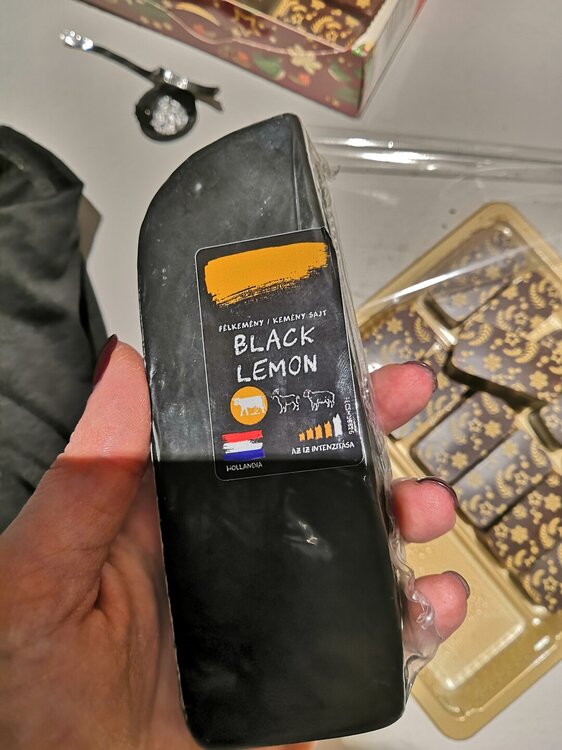 FÉLKEMÉNY / KEMÉNY SAJT
BLACK
LEMON
HOLLANDIA
AZ ÍZ INTENZITÁSA